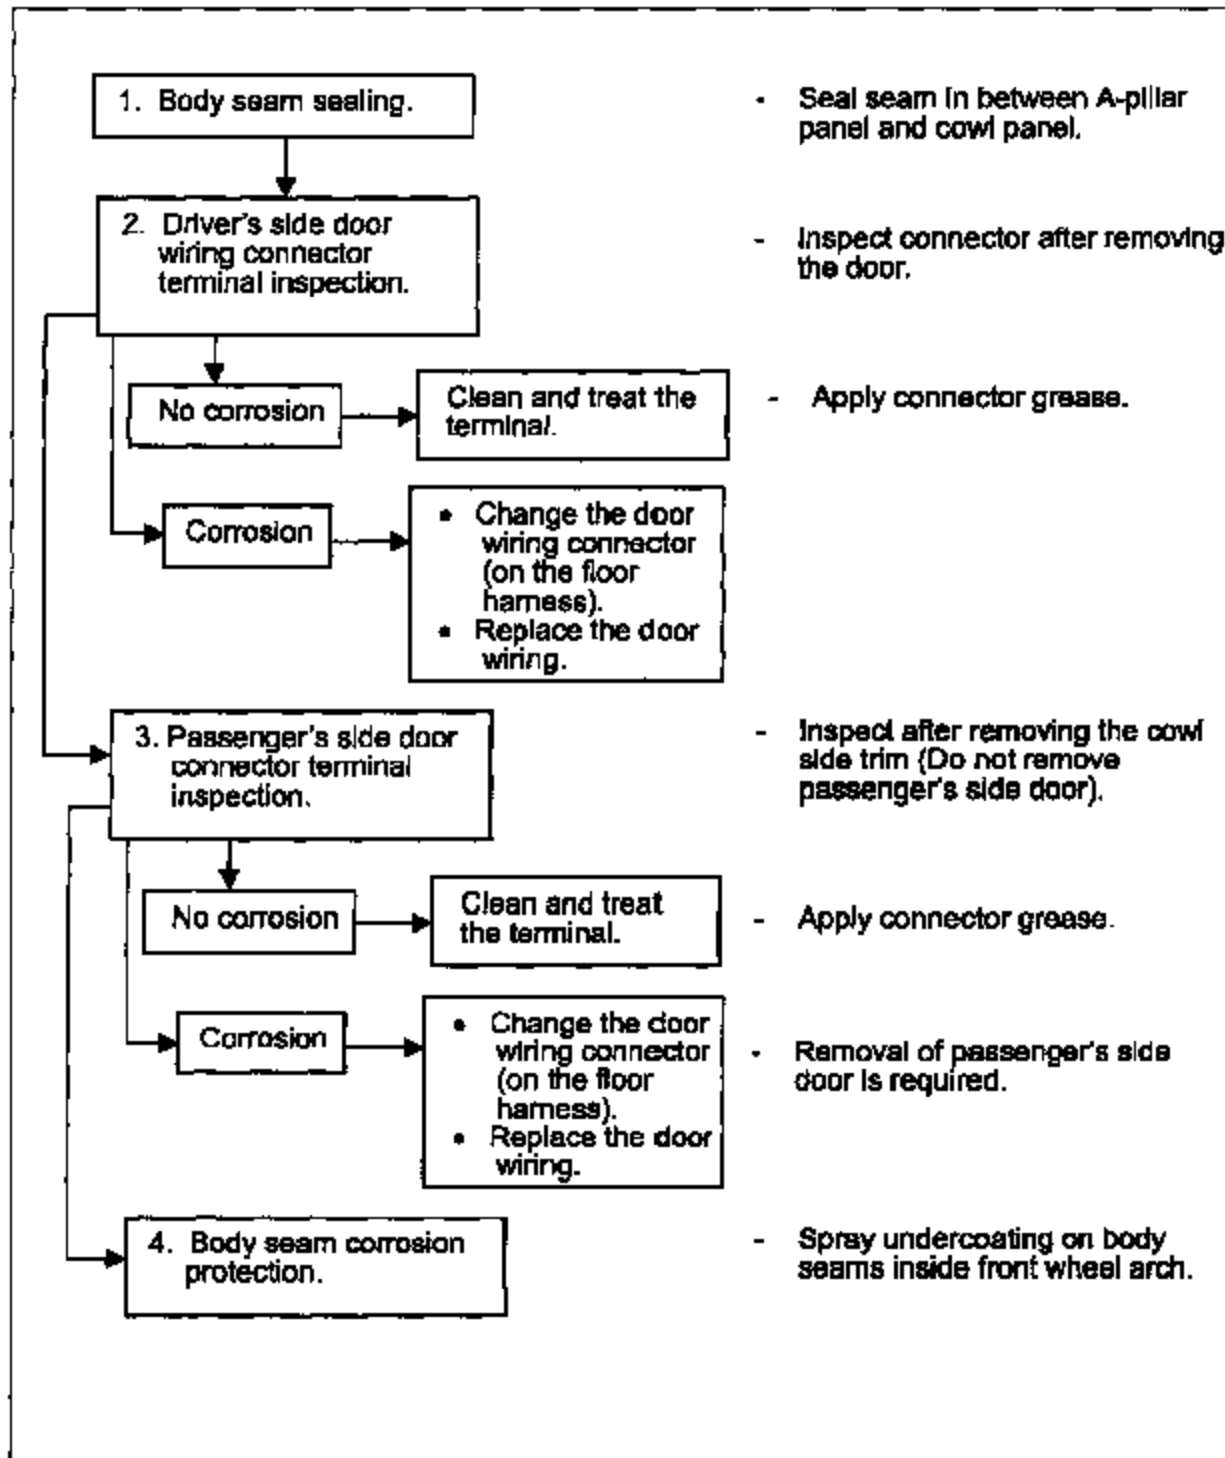 1. Body seam sealing.
- Seal seam in between A-pillar
panel and cowl panel.
2. Driver's side door
wiring connector
terminal inspection.
- Inspect connector after removing
the door.
No corrosion
Clean and treat the
terminal.
- Apply connector grease.
Corrosion
• Change the door
wiring connector
(on the floor
harness).
• Replace the door
wiring.
3. Passenger's side door
connector terminal
inspection.
- Inspect after removing the cowl
side trim (Do not remove
passenger's side door).
No corrosion
Clean and treat
the terminal.
- Apply connector grease.
Corrosion
• Change the door
wiring connector
(on the floor
harness).
• Replace the door
wiring.
- Removal of passenger's side
door is required.
4. Body seam corrosion
protection.
- Spray undercoating on body
seams inside front wheel arch.